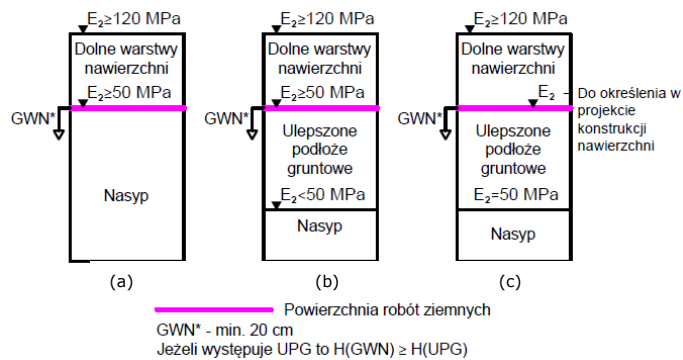 E₂≥120 MPa
Dolne warstwy
nawierzchni
E₂≥50 MPa
GWN*
Nasyp
(a)
E₂≥120 MPa
Dolne warstwy
nawierzchni
E₂≥50 MPa
GWN*
Ulepszone
podłoże
gruntowe
E₂<50 MPa
Nasyp
(b)
E₂≥120 MPa
Dolne warstwy
nawierzchni
E₂ – Do określenia w
projekcie
konstrukcji
nawierzchni
GWN*
Ulepszone
podłoże
gruntowe
E₂=50 MPa
Nasyp
(c)
Powierzchnia robót ziemnych
GWN* - min. 20 cm
Jeżeli występuje UPG to H(GWN) ≥ H(UPG)